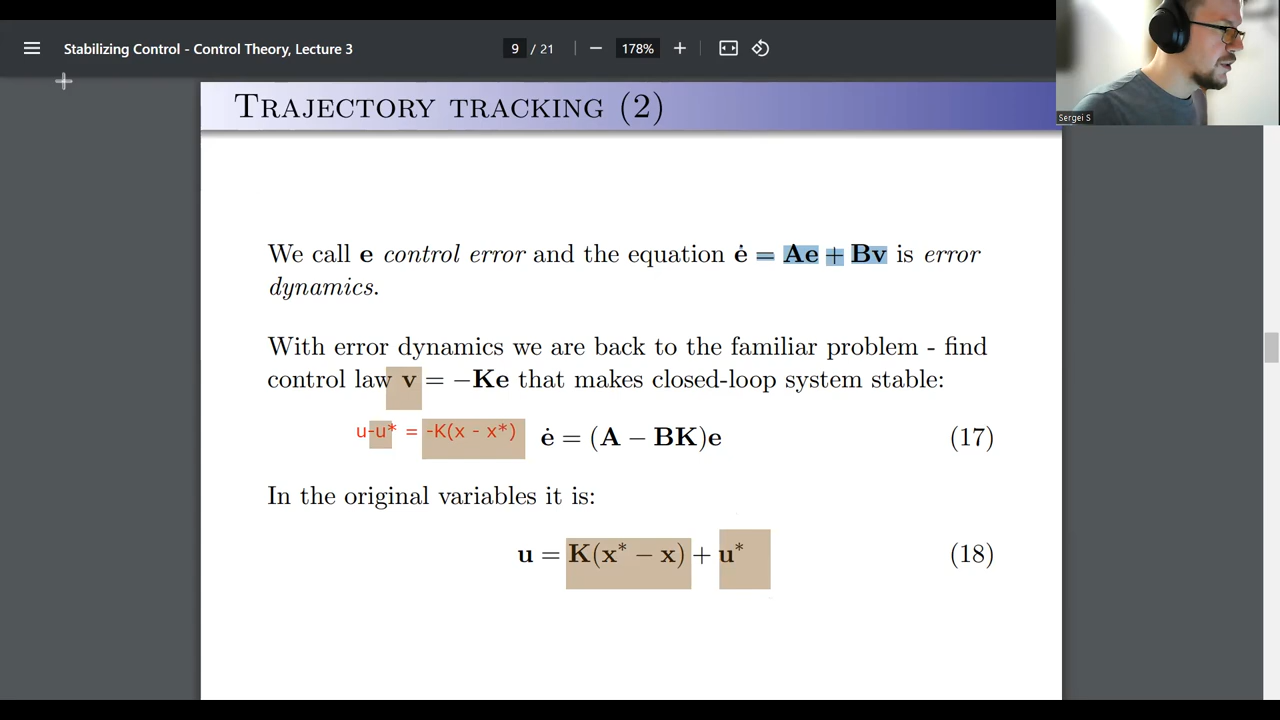 Stabilizing Control - Control Theory, Lecture 3
9 / 21
178%
Sergei S
TRAJECTORY TRACKING (2)
We call e control error and the equation ė = Ae + Bv is error
dynamics.
With error dynamics we are back to the familiar problem - find
control law v = −Ke that makes closed-loop system stable:
u-u* = -K(x - x*)
ė = (A − BK)e (17)
In the original variables it is:
u = K(x* − x) + u* (18)